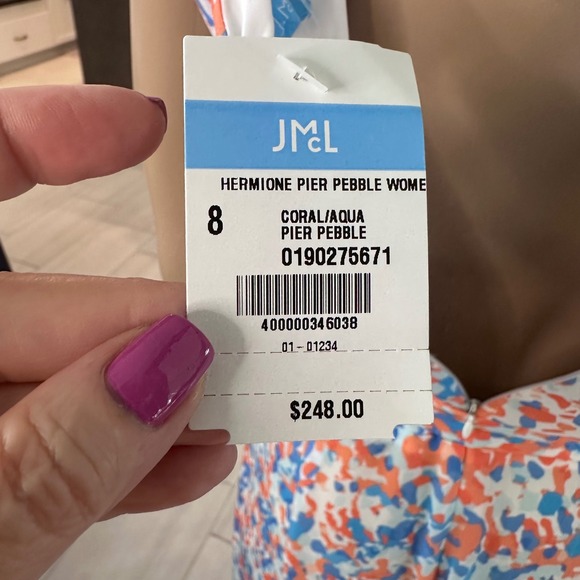 JMcL
HERMIONE PIER PEBBLE WOME
8 CORAL/AQUA
PIER PEBBLE
0190275671
400000346038
01-01234
$248.00